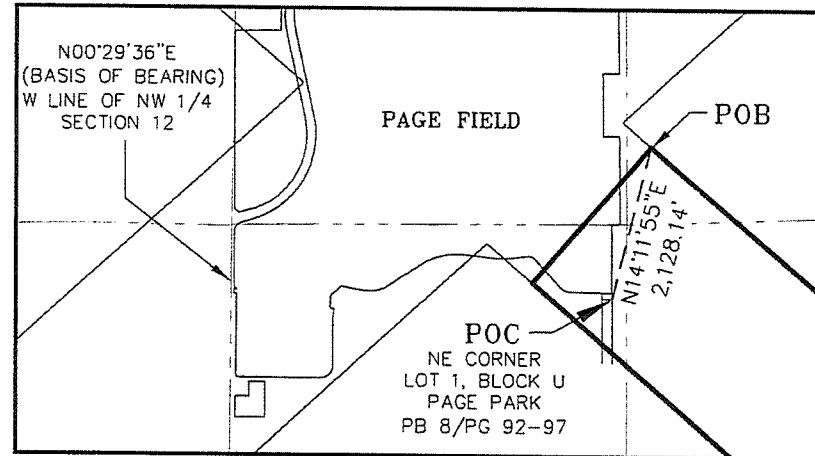 N00°29'36"E
(BASIS OF BEARING)
W LINE OF NW 1/4
SECTION 12
PAGE FIELD
POB
N14°11'55"E
2,128.14'
POC
NE CORNER
LOT 1, BLOCK U
PAGE PARK
PB 8/PG 92-97